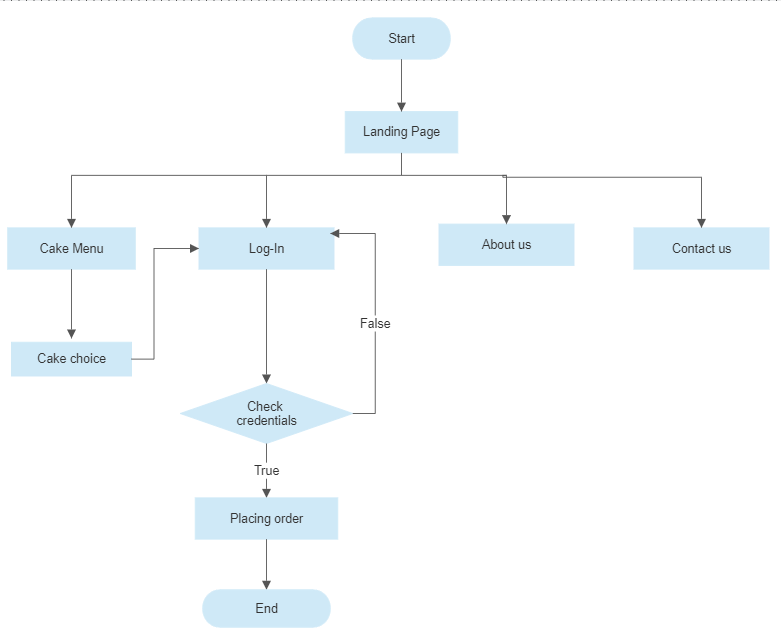 Start
Landing Page
Cake Menu
Log-In
About us
Contact us
False
Cake choice
Check
credentials
True
Placing order
End